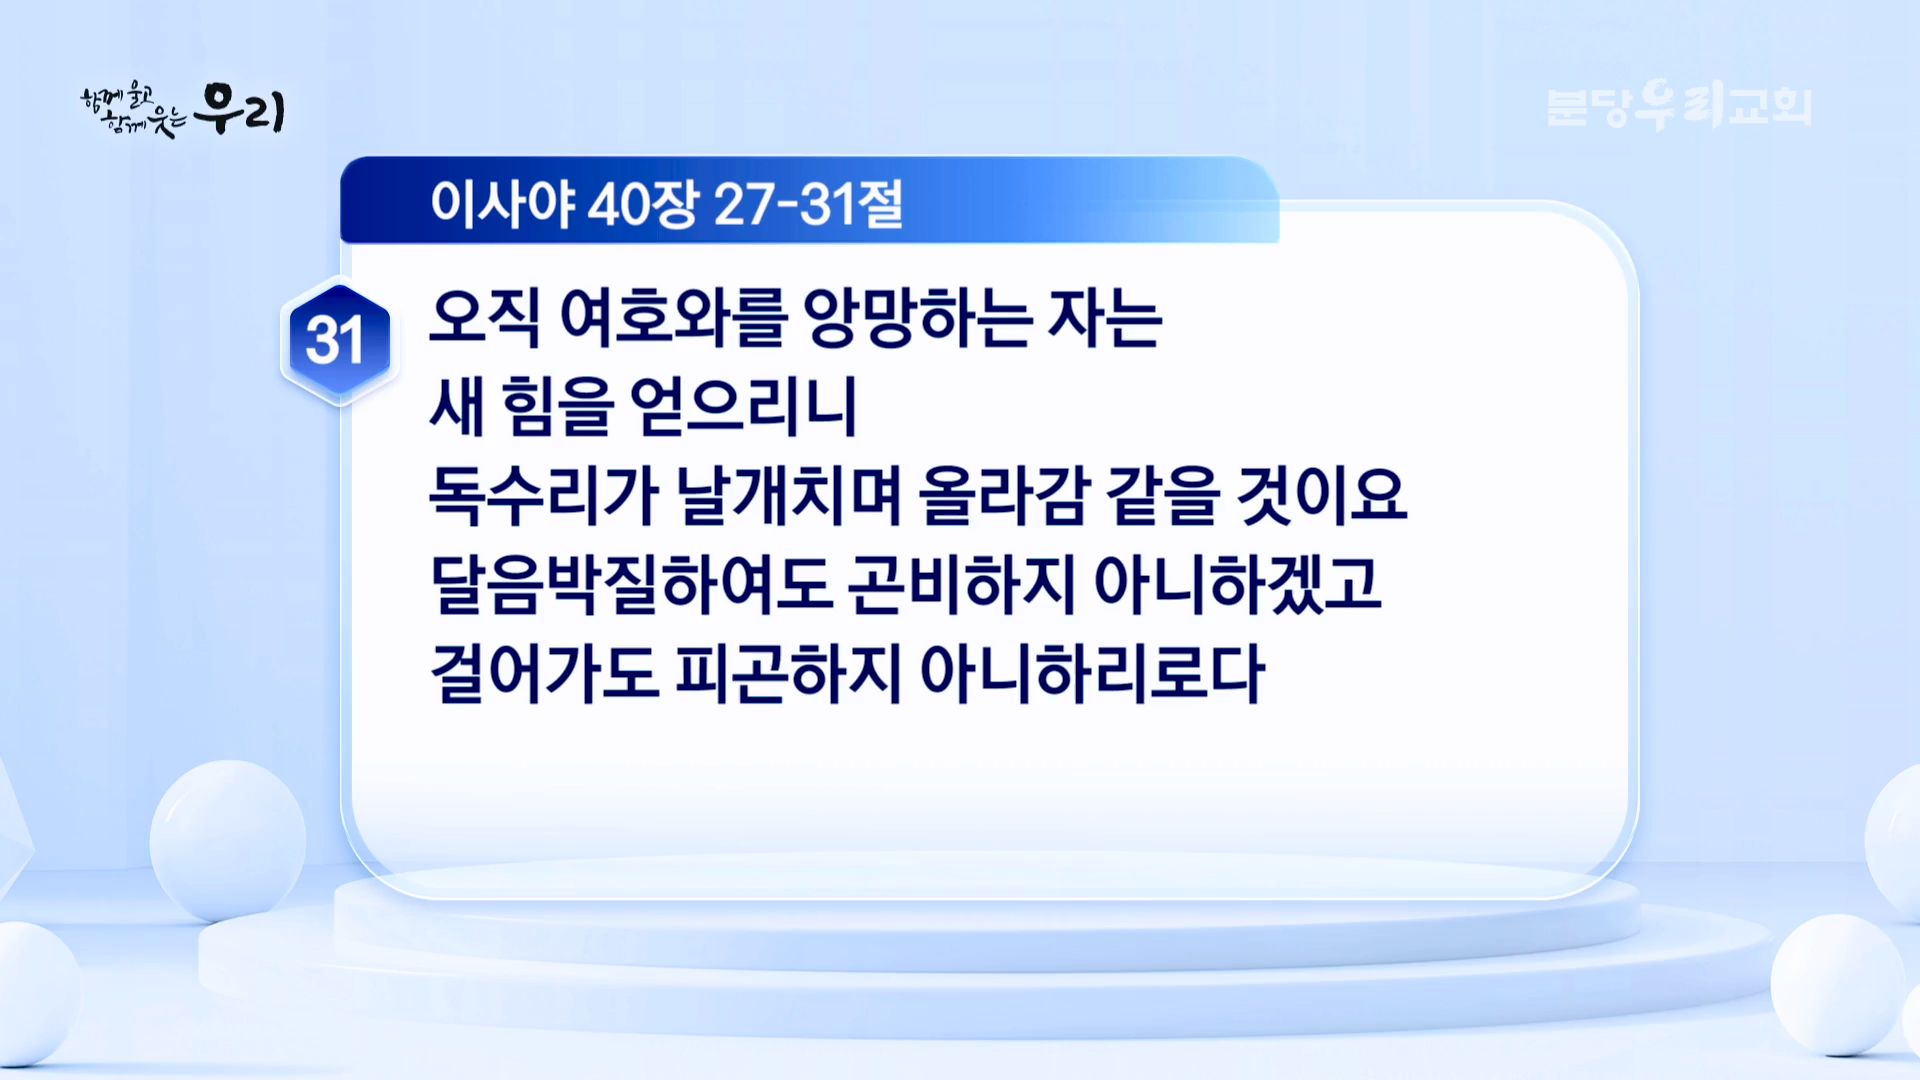 함께 울고
함께 웃는 우리
분당우리교회
이사야 40장 27-31절
31
오직 여호와를 앙망하는 자는
새 힘을 얻으리니
독수리가 날개치며 올라감 같을 것이요
달음박질하여도 곤비하지 아니하겠고
걸어가도 피곤하지 아니하리로다